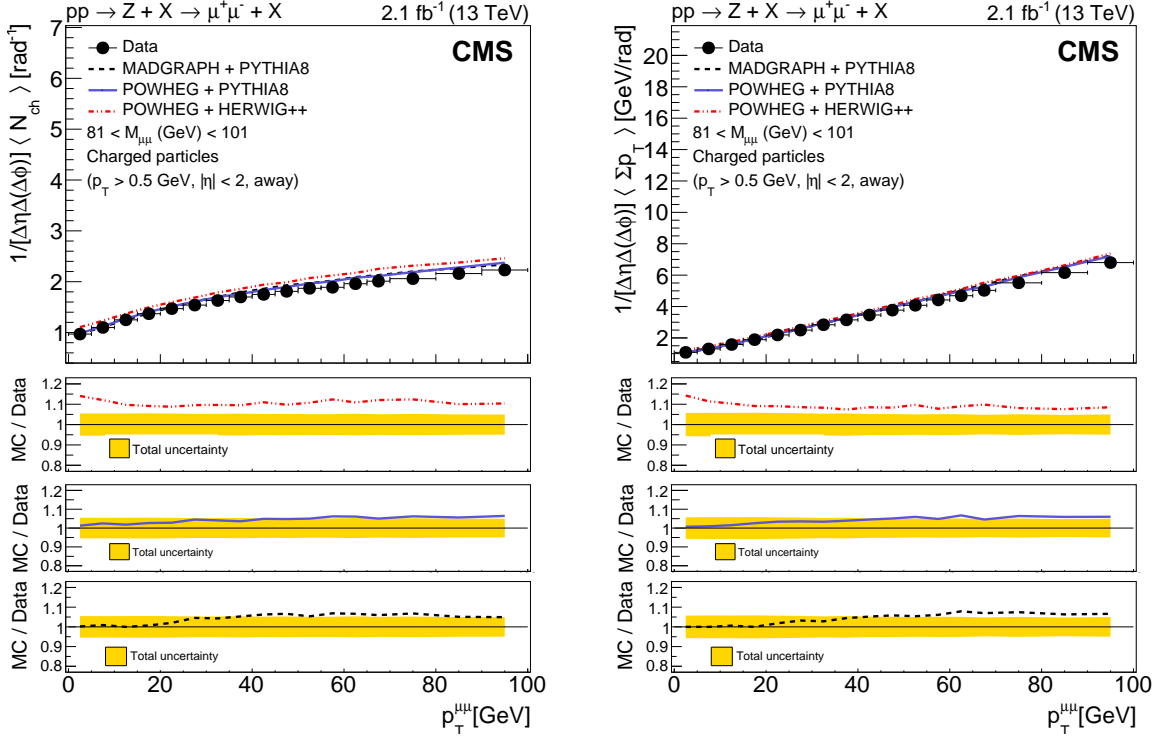 pp → Z + X → μ⁺μ⁻ + X 2.1 fb⁻¹ (13 TeV)
CMS
Data
MADGRAPH + PYTHIA8
POWHEG + PYTHIA8
POWHEG + HERWIG++
81 < M_μμ (GeV) < 101
Charged particles
(p_T > 0.5 GeV, |η| < 2, away)
1/[ΔηΔ(Δϕ)] ⟨ N_ch ⟩ [rad⁻¹]
7
6
5
4
3
2
1
MC / Data
1.2
1.1
1
0.9
0.8
Total uncertainty
MC / Data
1.2
1.1
1
0.9
0.8
Total uncertainty
MC / Data
1.2
1.1
1
0.9
0.8
Total uncertainty
0 20 40 60 80 100
p_T^μμ [GeV]
pp → Z + X → μ⁺μ⁻ + X 2.1 fb⁻¹ (13 TeV)
CMS
Data
MADGRAPH + PYTHIA8
POWHEG + PYTHIA8
POWHEG + HERWIG++
81 < M_μμ (GeV) < 101
Charged particles
(p_T > 0.5 GeV, |η| < 2, away)
1/[ΔηΔ(Δϕ)] ⟨ Σp_T ⟩ [GeV/rad]
20
18
16
14
12
10
8
6
4
2
MC / Data
1.2
1.1
1
0.9
0.8
Total uncertainty
MC / Data
1.2
1.1
1
0.9
0.8
Total uncertainty
MC / Data
1.2
1.1
1
0.9
0.8
Total uncertainty
0 20 40 60 80 100
p_T^μμ [GeV]